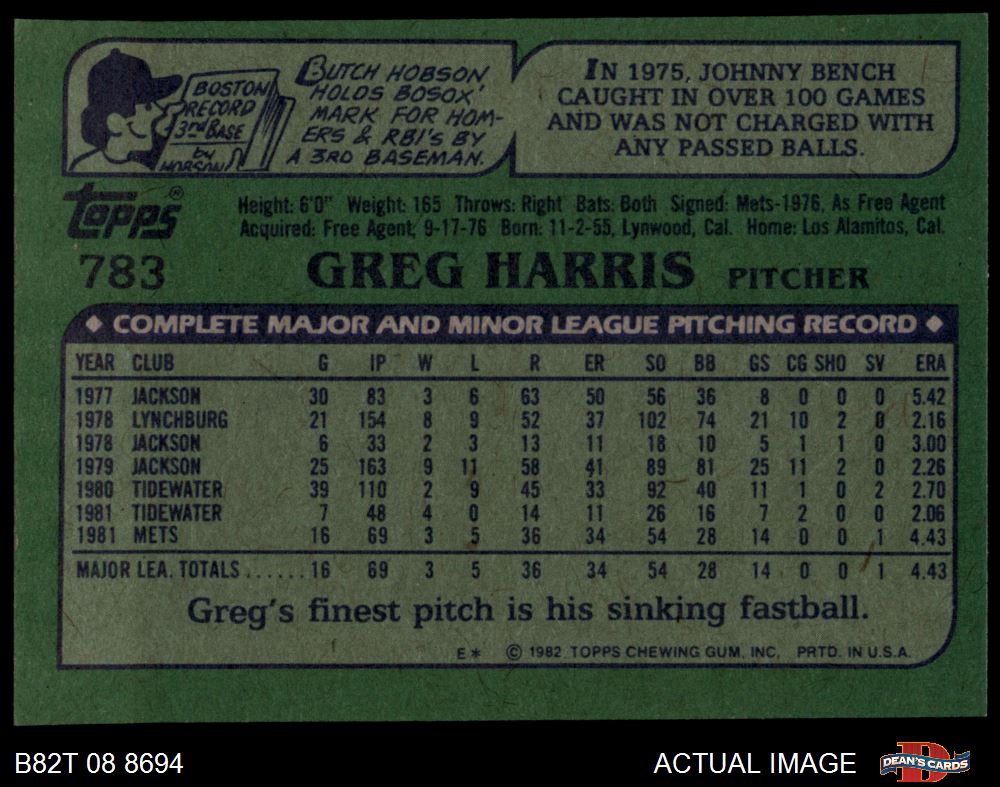 BOSTON
RECORD
3rd BASE
by
HOBSON
BUTCH HOBSON
HOLDS BOSOX'
MARK FOR HOM-
ERS & RBI'S BY
A 3RD BASEMAN.
IN 1975, JOHNNY BENCH
CAUGHT IN OVER 100 GAMES
AND WAS NOT CHARGED WITH
ANY PASSED BALLS.
Topps®
Height: 6'0" Weight: 165 Throws: Right Bats: Both Signed: Mets-1976, As Free Agent
Acquired: Free Agent, 9-17-76 Born: 11-2-55, Lynwood, Cal. Home: Los Alamitos, Cal.
783 GREG HARRIS PITCHER
◆ COMPLETE MAJOR AND MINOR LEAGUE PITCHING RECORD ◆
YEAR CLUB G IP W L R ER SO BB GS CG SHO SV ERA
1977 JACKSON 30 83 3 6 63 50 56 36 8 0 0 0 5.42
1978 LYNCHBURG 21 154 8 9 52 37 102 74 21 10 2 0 2.16
1978 JACKSON 6 33 2 3 13 11 18 10 5 1 1 0 3.00
1979 JACKSON 25 163 9 11 58 41 89 81 25 11 2 0 2.26
1980 TIDEWATER 39 110 2 9 45 33 92 40 11 1 0 2 2.70
1981 TIDEWATER 7 48 4 0 14 11 26 16 7 2 0 0 2.06
1981 METS 16 69 3 5 36 34 54 28 14 0 0 1 4.43
MAJOR LEA. TOTALS ...... 16 69 3 5 36 34 54 28 14 0 0 1 4.43
Greg's finest pitch is his sinking fastball.
E* © 1982 TOPPS CHEWING GUM, INC. PRTD. IN U.S.A.
B82T 08 8694 ACTUAL IMAGE
D
DEAN'S CARDS